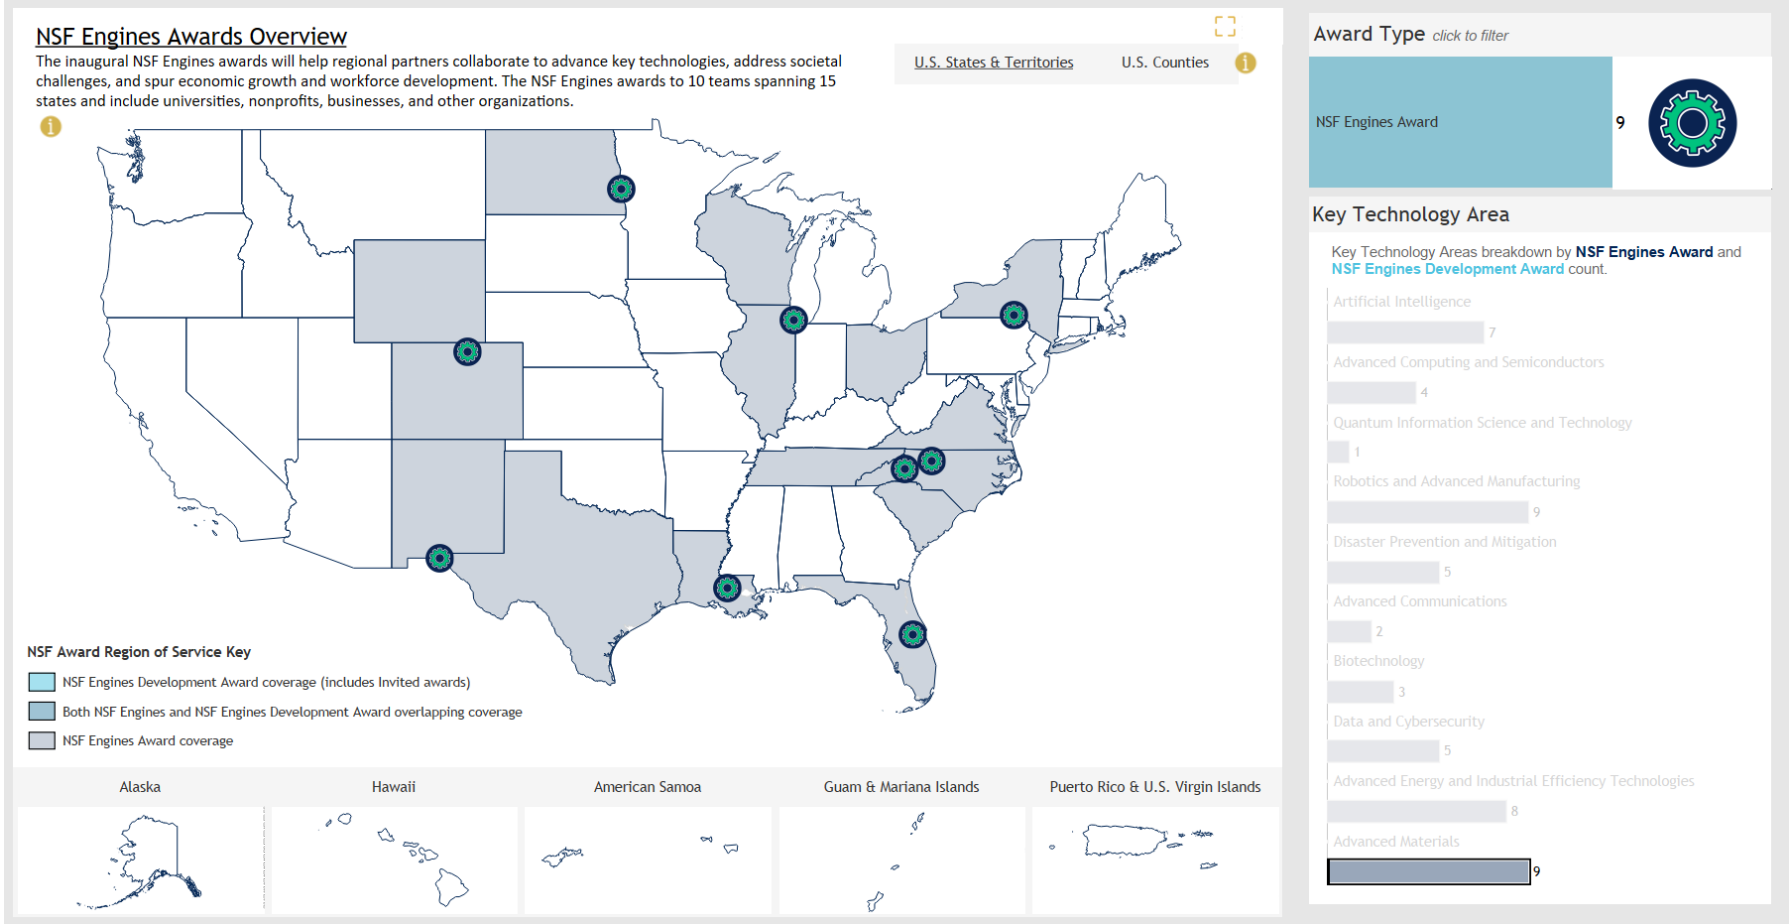 NSF Engines Awards Overview
The inaugural NSF Engines awards will help regional partners collaborate to advance key technologies, address societal
challenges, and spur economic growth and workforce development. The NSF Engines awards to 10 teams spanning 15
states and include universities, nonprofits, businesses, and other organizations.
U.S. States & Territories
U.S. Counties
i
i
NSF Award Region of Service Key
NSF Engines Development Award coverage (includes Invited awards)
Both NSF Engines and NSF Engines Development Award overlapping coverage
NSF Engines Award coverage
Alaska
Hawaii
American Samoa
Guam & Mariana Islands
Puerto Rico & U.S. Virgin Islands
Award Type click to filter
NSF Engines Award
9
Key Technology Area
Key Technology Areas breakdown by NSF Engines Award and
NSF Engines Development Award count.
Artificial Intelligence
7
Advanced Computing and Semiconductors
4
Quantum Information Science and Technology
1
Robotics and Advanced Manufacturing
9
Disaster Prevention and Mitigation
5
Advanced Communications
2
Biotechnology
3
Data and Cybersecurity
5
Advanced Energy and Industrial Efficiency Technologies
8
Advanced Materials
9